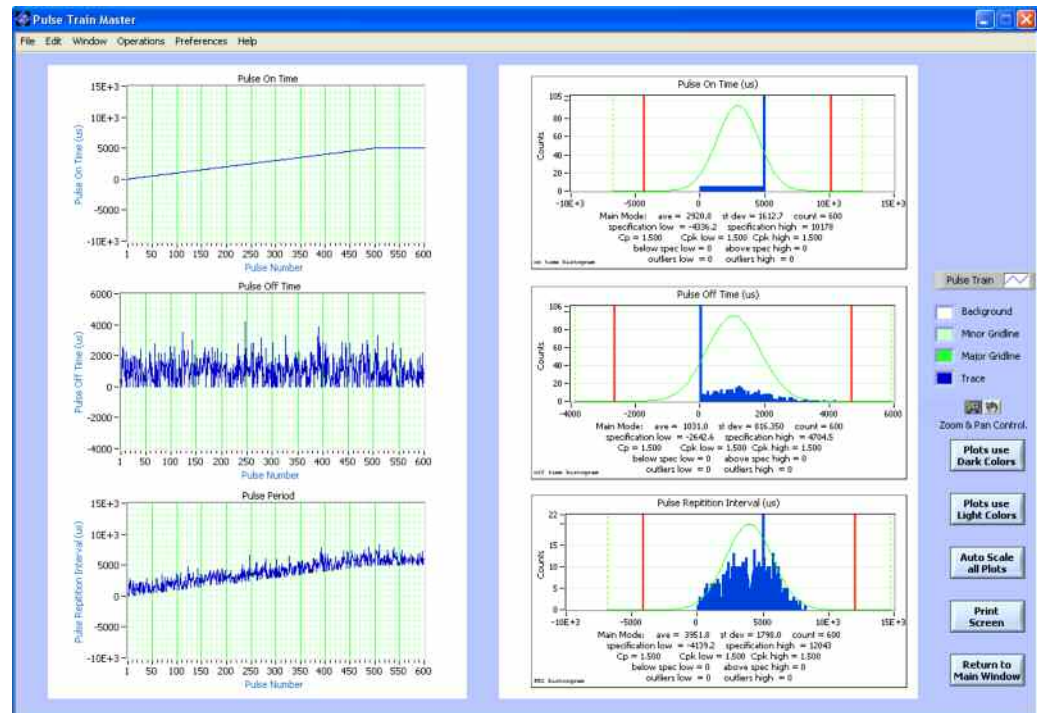 Pulse Train Master
File Edit Window Operations Preferences Help
Pulse On Time
15E+3
10E+3
5000
0
-5000
-10E+3
Pulse On Time (us)
1 50 100 150 200 250 300 350 400 450 500 550 600
Pulse Number
Pulse Off Time
6000
4000
2000
0
-2000
-4000
Pulse Off Time (us)
1 50 100 150 200 250 300 350 400 450 500 550 600
Pulse Number
Pulse Period
15E+3
10E+3
5000
0
-5000
-10E+3
Pulse Repitition Interval (us)
1 50 100 150 200 250 300 350 400 450 500 550 600
Pulse Number
Pulse On Time (us)
105
80
60
40
20
0
Counts
-10E+3 -5000 0 5000 10E+3 15E+3
Main Mode: ave = 2920.0 st dev = 1612.7 count = 600
specification low = -4336.2 specification high = 10178
Cp = 1.500 Cpk low = 1.500 Cpk high = 1.500
below spec low = 0 above spec high = 0
outliers low = 0 outliers high = 0
on time histogram
Pulse Off Time (us)
106
80
60
40
20
0
Counts
-4000 -2000 0 2000 4000 6000
Main Mode: ave = 1031.0 st dev = 816.350 count = 600
specification low = -2642.6 specification high = 4704.5
Cp = 1.500 Cpk low = 1.500 Cpk high = 1.500
below spec low = 0 above spec high = 0
outliers low = 0 outliers high = 0
off time histogram
Pulse Repitition Interval (us)
22
15
10
5
0
Counts
-10E+3 -5000 0 5000 10E+3 15E+3
Main Mode: ave = 3951.8 st dev = 1798.0 count = 600
specification low = -4139.2 specification high = 12043
Cp = 1.500 Cpk low = 1.500 Cpk high = 1.500
below spec low = 0 above spec high = 0
outliers low = 0 outliers high = 0
PRI histogram
Pulse Train
Background
Minor Gridline
Major Gridline
Trace
Zoom & Pan Control.
Plots use
Dark Colors
Plots use
Light Colors
Auto Scale
all Plots
Print
Screen
Return to
Main Window